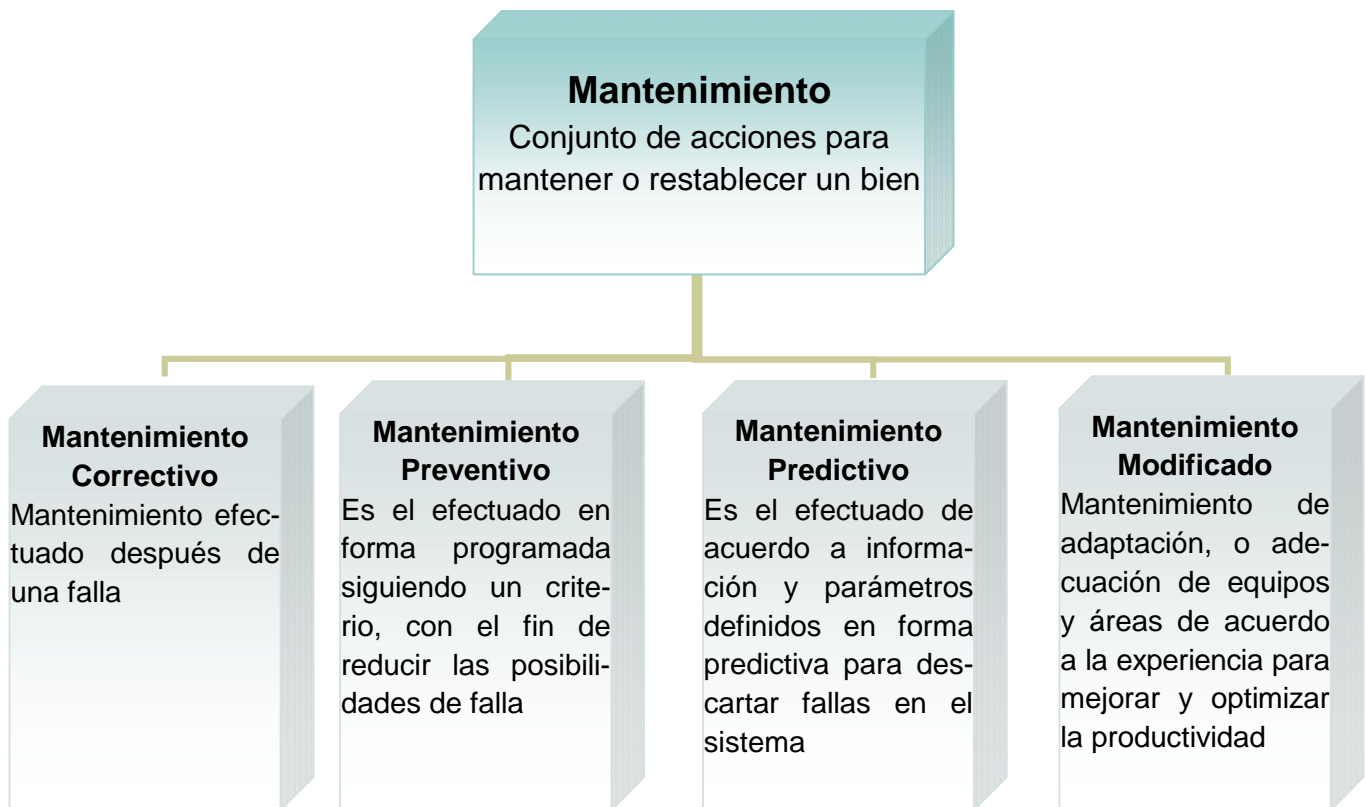 Mantenimiento
Conjunto de acciones para
mantener o restablecer un bien
Mantenimiento
Correctivo
Mantenimiento efec-
tuado después de
una falla
Mantenimiento
Preventivo
Es el efectuado en
forma programada
siguiendo un crite-
rio, con el fin de
reducir las posibili-
dades de falla
Mantenimiento
Predictivo
Es el efectuado de
acuerdo a informa-
ción y parámetros
definidos en forma
predictiva para des-
cartar fallas en el
sistema
Mantenimiento
Modificado
Mantenimiento de
adaptación, o ade-
cuación de equipos
y áreas de acuerdo
a la experiencia para
mejorar y optimizar
la productividad